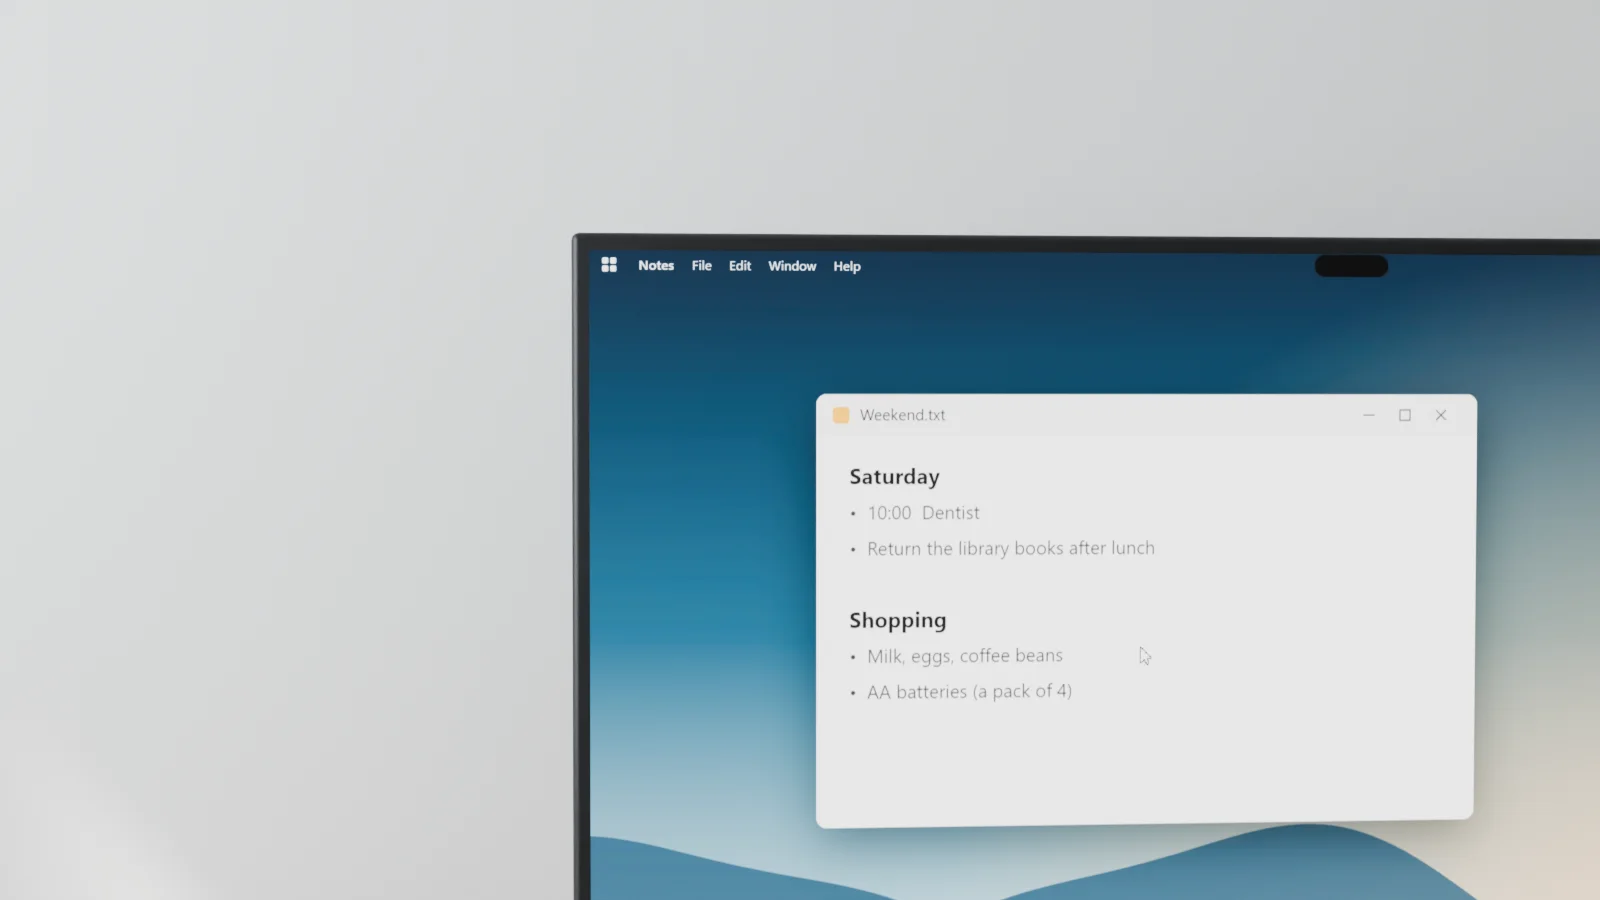 Notes File Edit Window Help
Weekend.txt
Saturday
• 10:00 Dentist
• Return the library books after lunch
Shopping
• Milk, eggs, coffee beans
• AA batteries (a pack of 4)